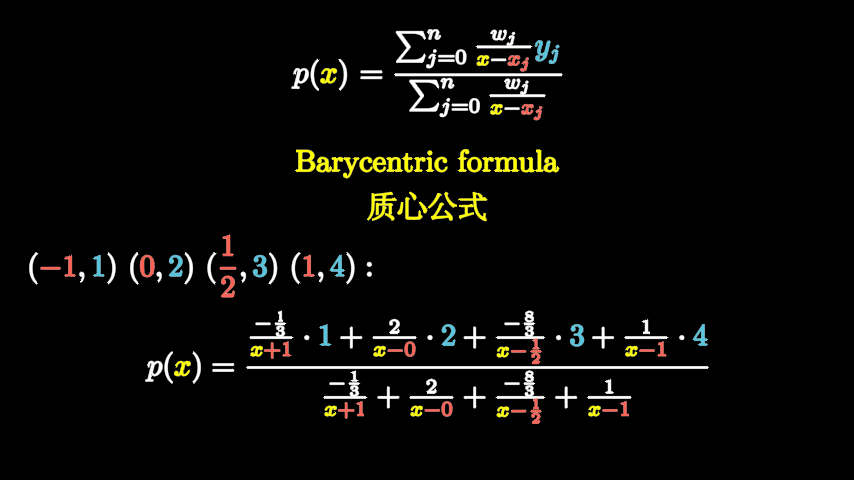 p(x) = \frac{\sum_{j=0}^{n} \frac{w_j}{x-x_j} y_j}{\sum_{j=0}^{n} \frac{w_j}{x-x_j}}
Barycentric formula
质心公式
(-1, 1) (0, 2) (\frac{1}{2}, 3) (1, 4) :
p(x) = \frac{\frac{-\frac{1}{3}}{x+1} \cdot 1 + \frac{2}{x-0} \cdot 2 + \frac{-\frac{8}{3}}{x-\frac{1}{2}} \cdot 3 + \frac{1}{x-1} \cdot 4}{\frac{-\frac{1}{3}}{x+1} + \frac{2}{x-0} + \frac{-\frac{8}{3}}{x-\frac{1}{2}} + \frac{1}{x-1}}